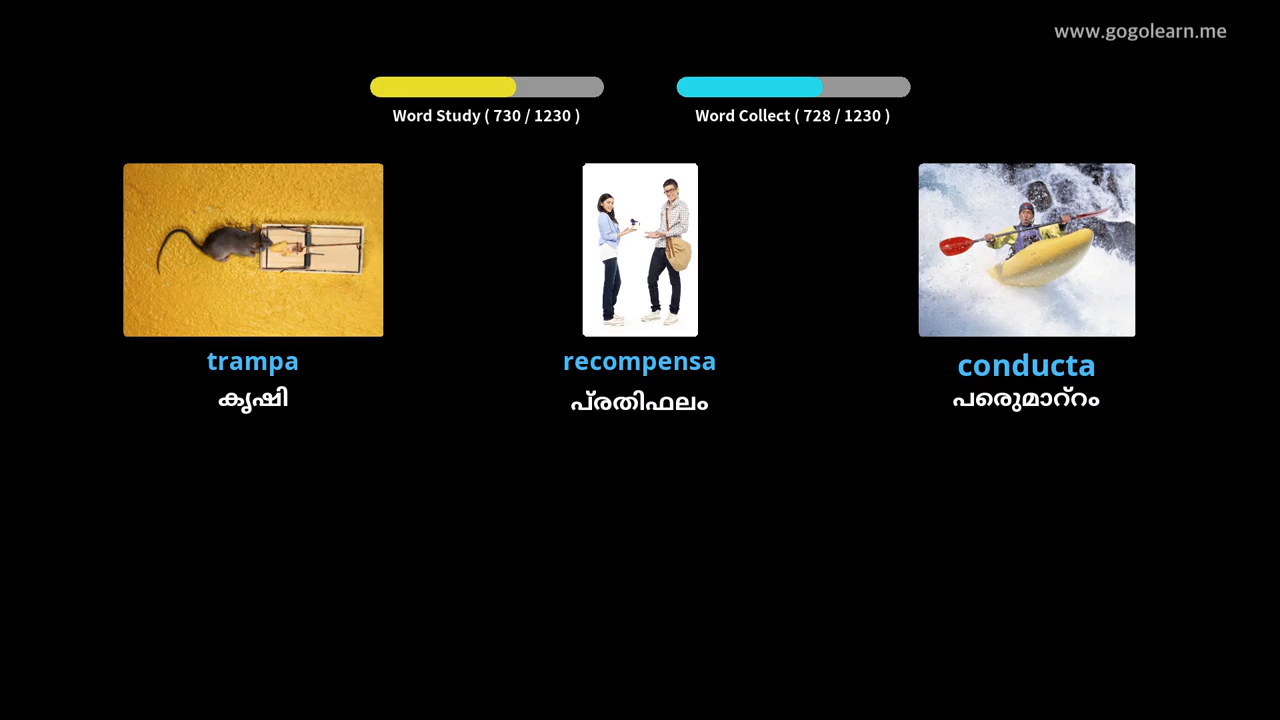 www.gogolearn.me
Word Study ( 730 / 1230 )
Word Collect ( 728 / 1230 )
trampa
recompensa
conducta
കൃഷി
പ്രതിഫലം
പെരുമാറ്റം